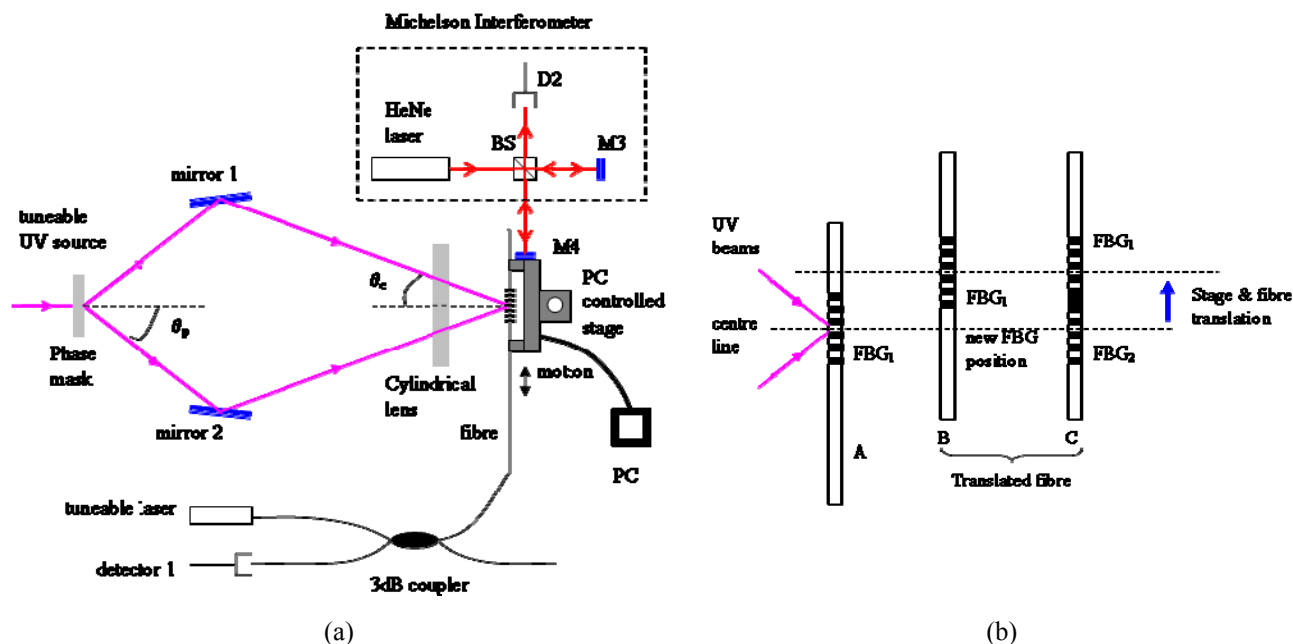 Michelson Interferometer
D2
HeNe
laser
BS
M3
mirror 1
tuneable
UV source
M4
θc
PC
controlled
stage
θp
Phase
mask
Cylindrical
lens
motion
mirror 2
fibre
PC
tuneable laser
detector 1
3dB coupler
(a)
UV
beams
FBG1
FBG1
Stage & fibre
translation
centre
line
new FBG
position
FBG1
FBG2
A
B
C
Translated fibre
(b)